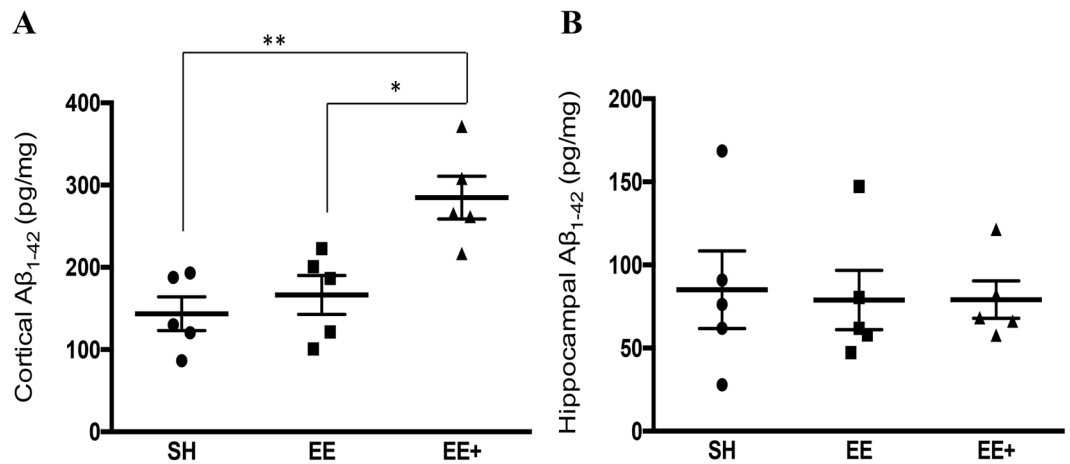 A
**
*
Cortical Aβ1-42 (pg/mg)
400
300
200
100
0
SH EE EE+
B
Hippocampal Aβ1-42 (pg/mg)
200
150
100
50
0
SH EE EE+